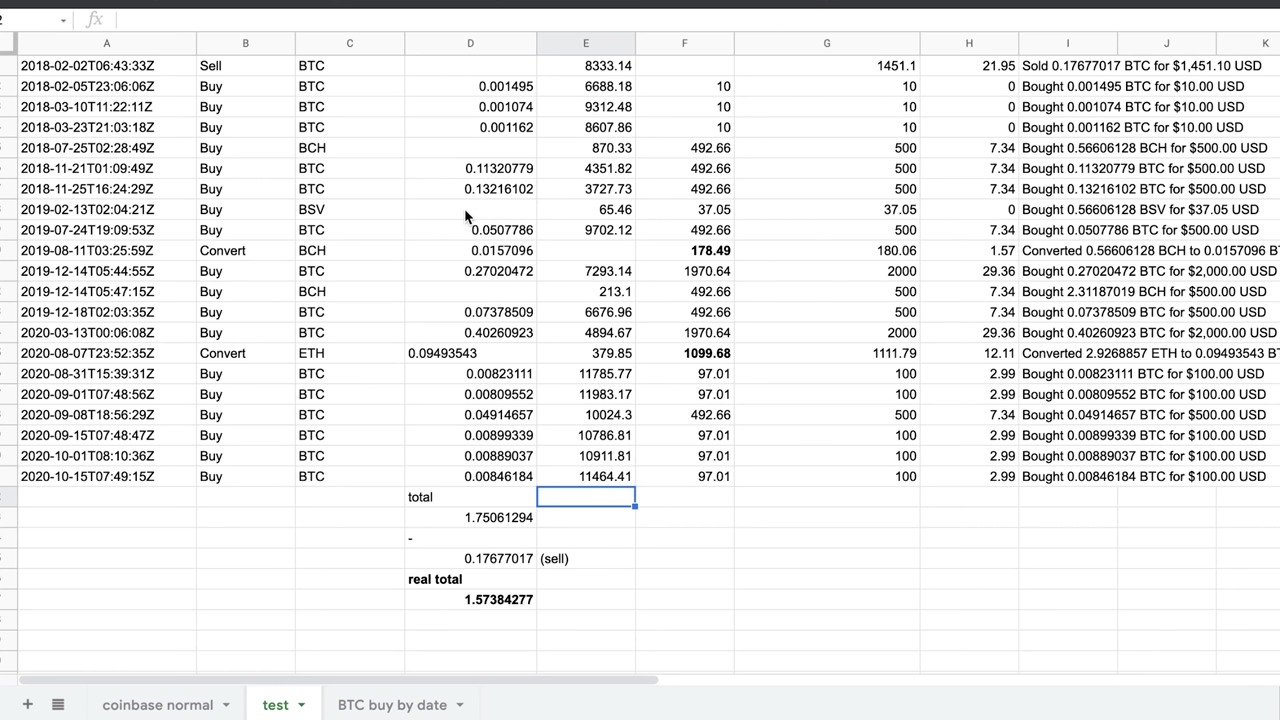 2 fx
A B C D E F G H I J K
2018-02-02T06:43:33Z Sell BTC 8333.14 1451.1 21.95 Sold 0.17677017 BTC for $1,451.10 USD
2018-02-05T23:06:06Z Buy BTC 0.001495 6688.18 10 10 0 Bought 0.001495 BTC for $10.00 USD
2018-03-10T11:22:11Z Buy BTC 0.001074 9312.48 10 10 0 Bought 0.001074 BTC for $10.00 USD
2018-03-23T21:03:18Z Buy BTC 0.001162 8607.86 10 10 0 Bought 0.001162 BTC for $10.00 USD
2018-07-25T02:28:49Z Buy BCH 870.33 492.66 500 7.34 Bought 0.56606128 BCH for $500.00 USD
2018-11-21T01:09:49Z Buy BTC 0.11320779 4351.82 492.66 500 7.34 Bought 0.11320779 BTC for $500.00 USD
2018-11-25T16:24:29Z Buy BTC 0.13216102 3727.73 492.66 500 7.34 Bought 0.13216102 BTC for $500.00 USD
2019-02-13T02:04:21Z Buy BSV 65.46 37.05 37.05 0 Bought 0.56606128 BSV for $37.05 USD
2019-07-24T19:09:53Z Buy BTC 0.0507786 9702.12 492.66 500 7.34 Bought 0.0507786 BTC for $500.00 USD
2019-08-11T03:25:59Z Convert BCH 0.0157096 178.49 180.06 1.57 Converted 0.56606128 BCH to 0.0157096 BT
2019-12-14T05:44:55Z Buy BTC 0.27020472 7293.14 1970.64 2000 29.36 Bought 0.27020472 BTC for $2,000.00 USD
2019-12-14T05:47:15Z Buy BCH 213.1 492.66 500 7.34 Bought 2.31187019 BCH for $500.00 USD
2019-12-18T02:03:35Z Buy BTC 0.07378509 6676.96 492.66 500 7.34 Bought 0.07378509 BTC for $500.00 USD
2020-03-13T00:06:08Z Buy BTC 0.40260923 4894.67 1970.64 2000 29.36 Bought 0.40260923 BTC for $2,000.00 USD
2020-08-07T23:52:35Z Convert ETH 0.09493543 379.85 1099.68 1111.79 12.11 Converted 2.9268857 ETH to 0.09493543 BT
2020-08-31T15:39:31Z Buy BTC 0.00823111 11785.77 97.01 100 2.99 Bought 0.00823111 BTC for $100.00 USD
2020-09-01T07:48:56Z Buy BTC 0.00809552 11983.17 97.01 100 2.99 Bought 0.00809552 BTC for $100.00 USD
2020-09-08T18:56:29Z Buy BTC 0.04914657 10024.3 492.66 500 7.34 Bought 0.04914657 BTC for $500.00 USD
2020-09-15T07:48:47Z Buy BTC 0.00899339 10786.81 97.01 100 2.99 Bought 0.00899339 BTC for $100.00 USD
2020-10-01T08:10:36Z Buy BTC 0.00889037 10911.81 97.01 100 2.99 Bought 0.00889037 BTC for $100.00 USD
2020-10-15T07:49:15Z Buy BTC 0.00846184 11464.41 97.01 100 2.99 Bought 0.00846184 BTC for $100.00 USD
total
1.75061294
-
0.17677017 (sell)
real total
1.57384277
+ coinbase normal test BTC buy by date